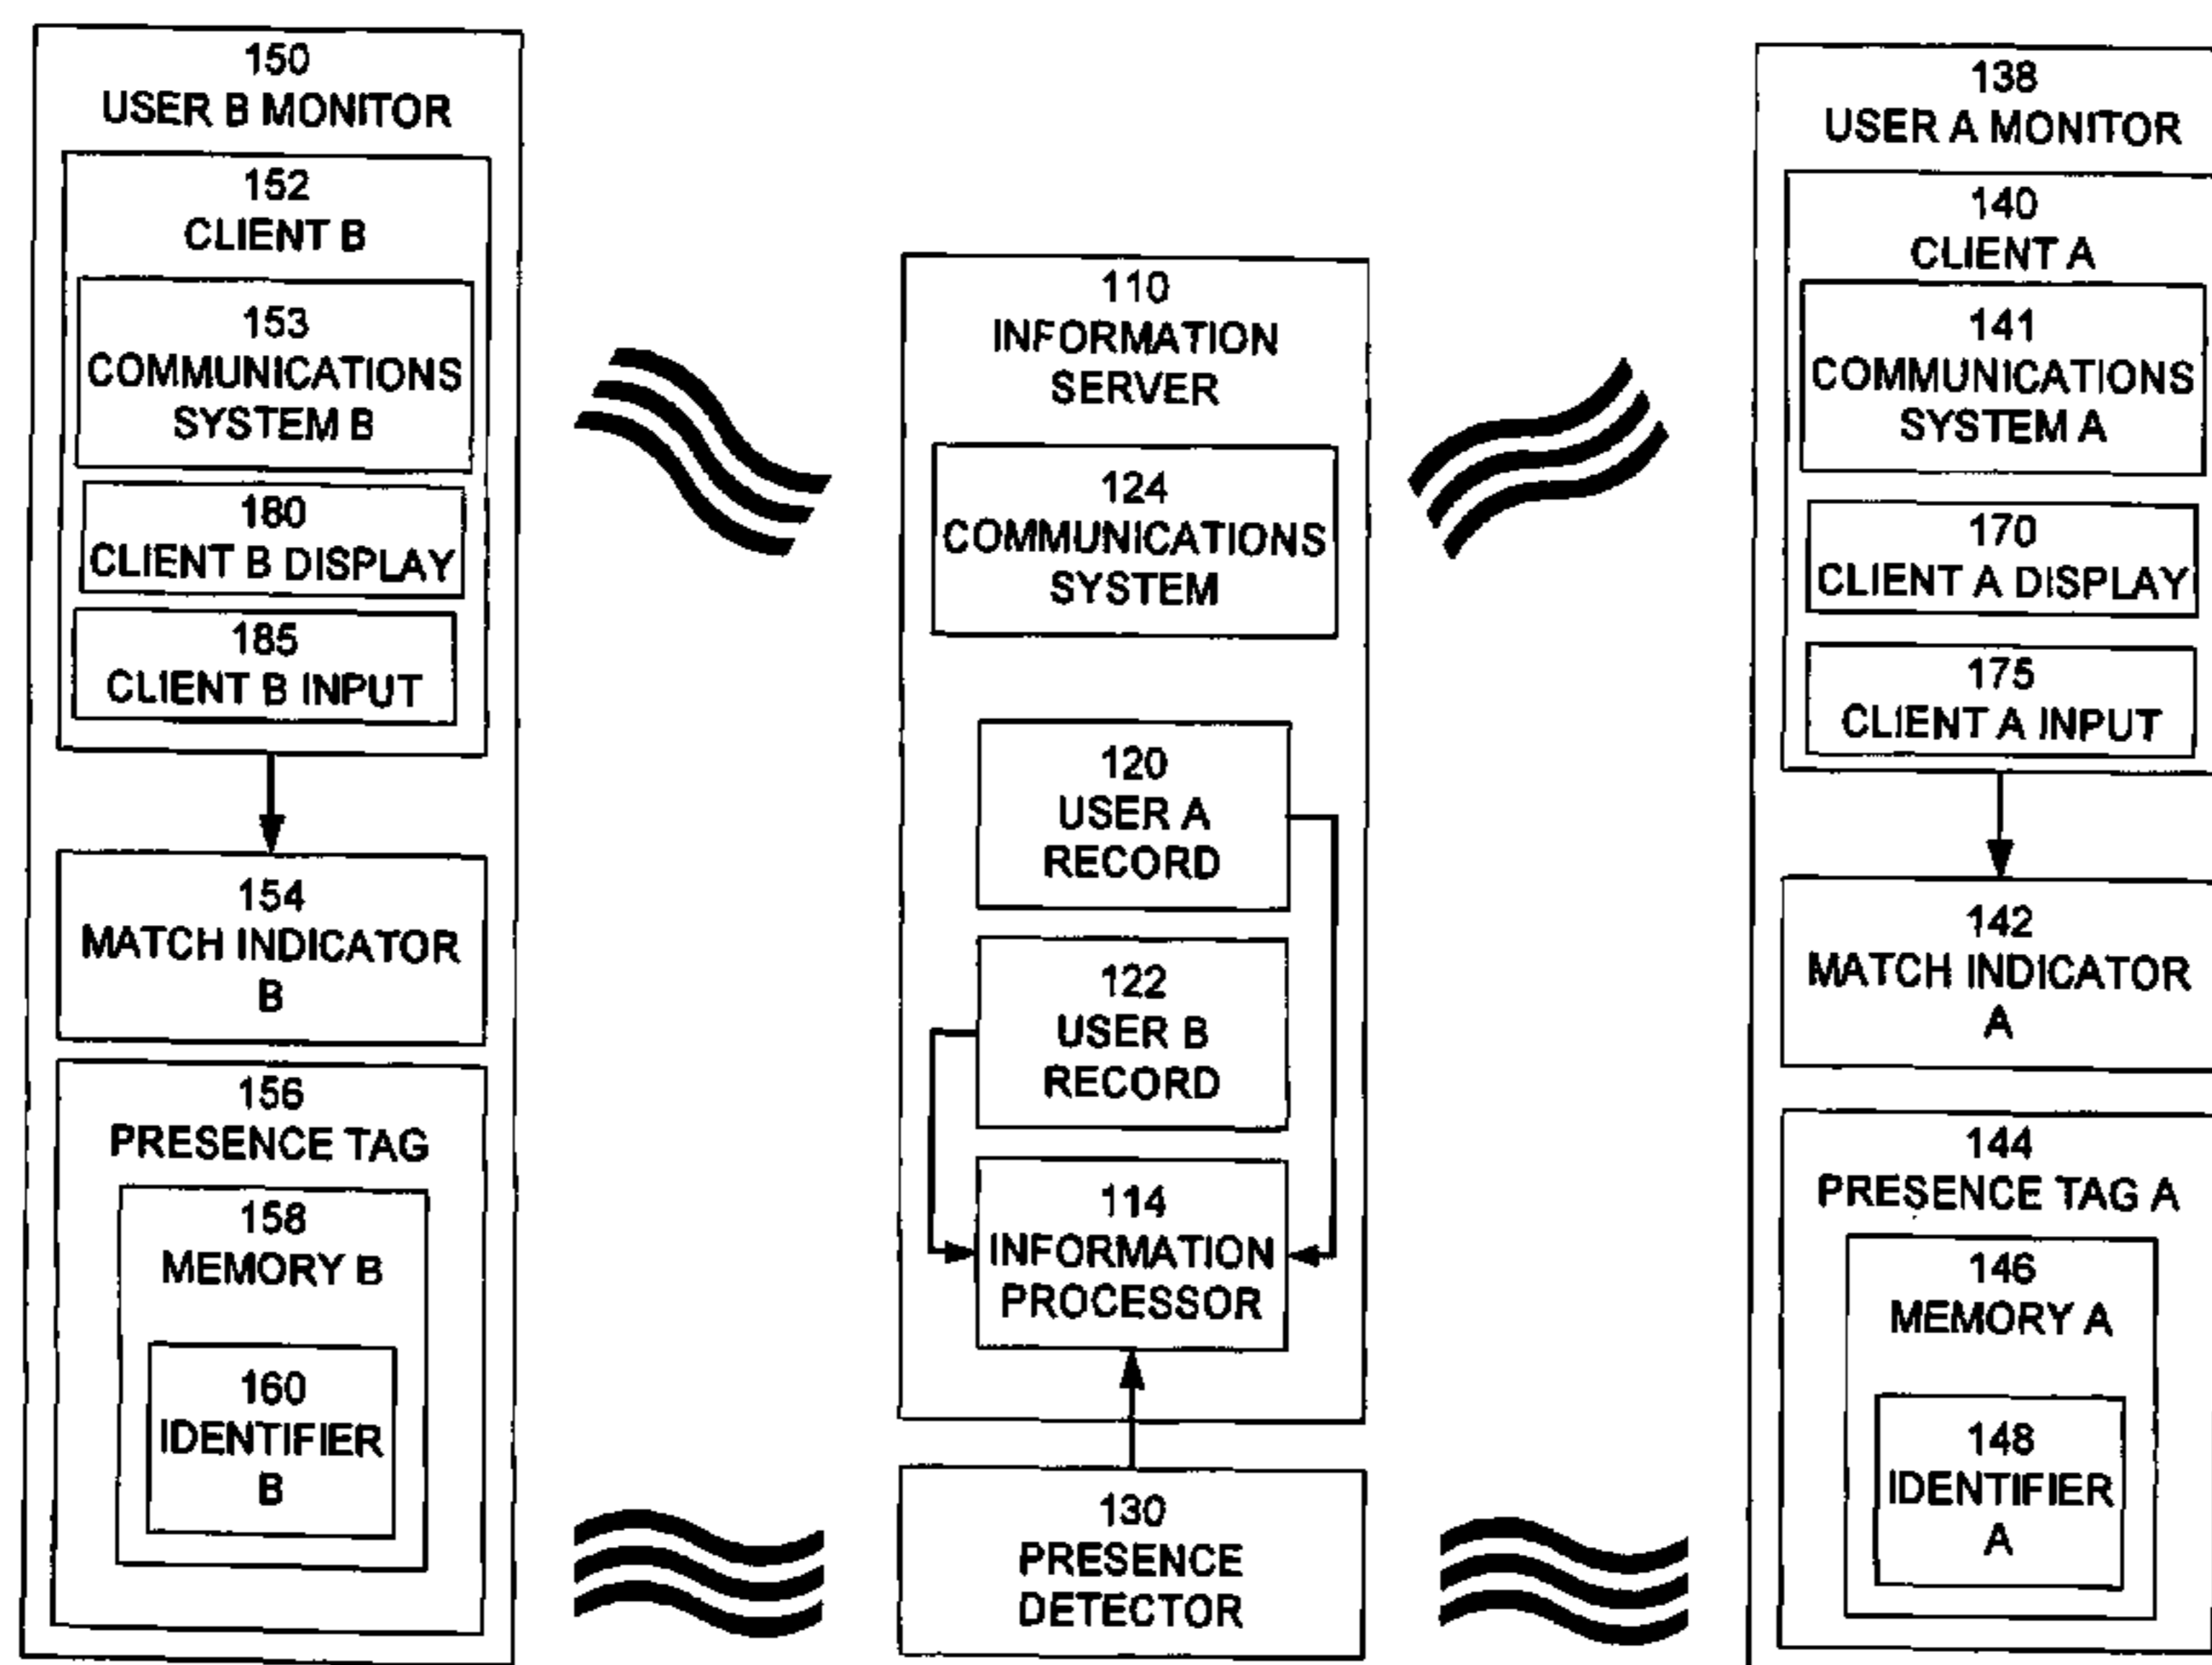 150
USER B MONITOR
152
CLIENT B
153
COMMUNICATIONS
SYSTEM B
180
CLIENT B DISPLAY
185
CLIENT B INPUT
154
MATCH INDICATOR
B
156
PRESENCE TAG
158
MEMORY B
160
IDENTIFIER
B
110
INFORMATION
SERVER
124
COMMUNICATIONS
SYSTEM
120
USER A
RECORD
122
USER B
RECORD
114
INFORMATION
PROCESSOR
130
PRESENCE
DETECTOR
138
USER A MONITOR
140
CLIENT A
141
COMMUNICATIONS
SYSTEM A
170
CLIENT A DISPLAY
175
CLIENT A INPUT
142
MATCH INDICATOR
A
144
PRESENCE TAG A
146
MEMORY A
148
IDENTIFIER
A